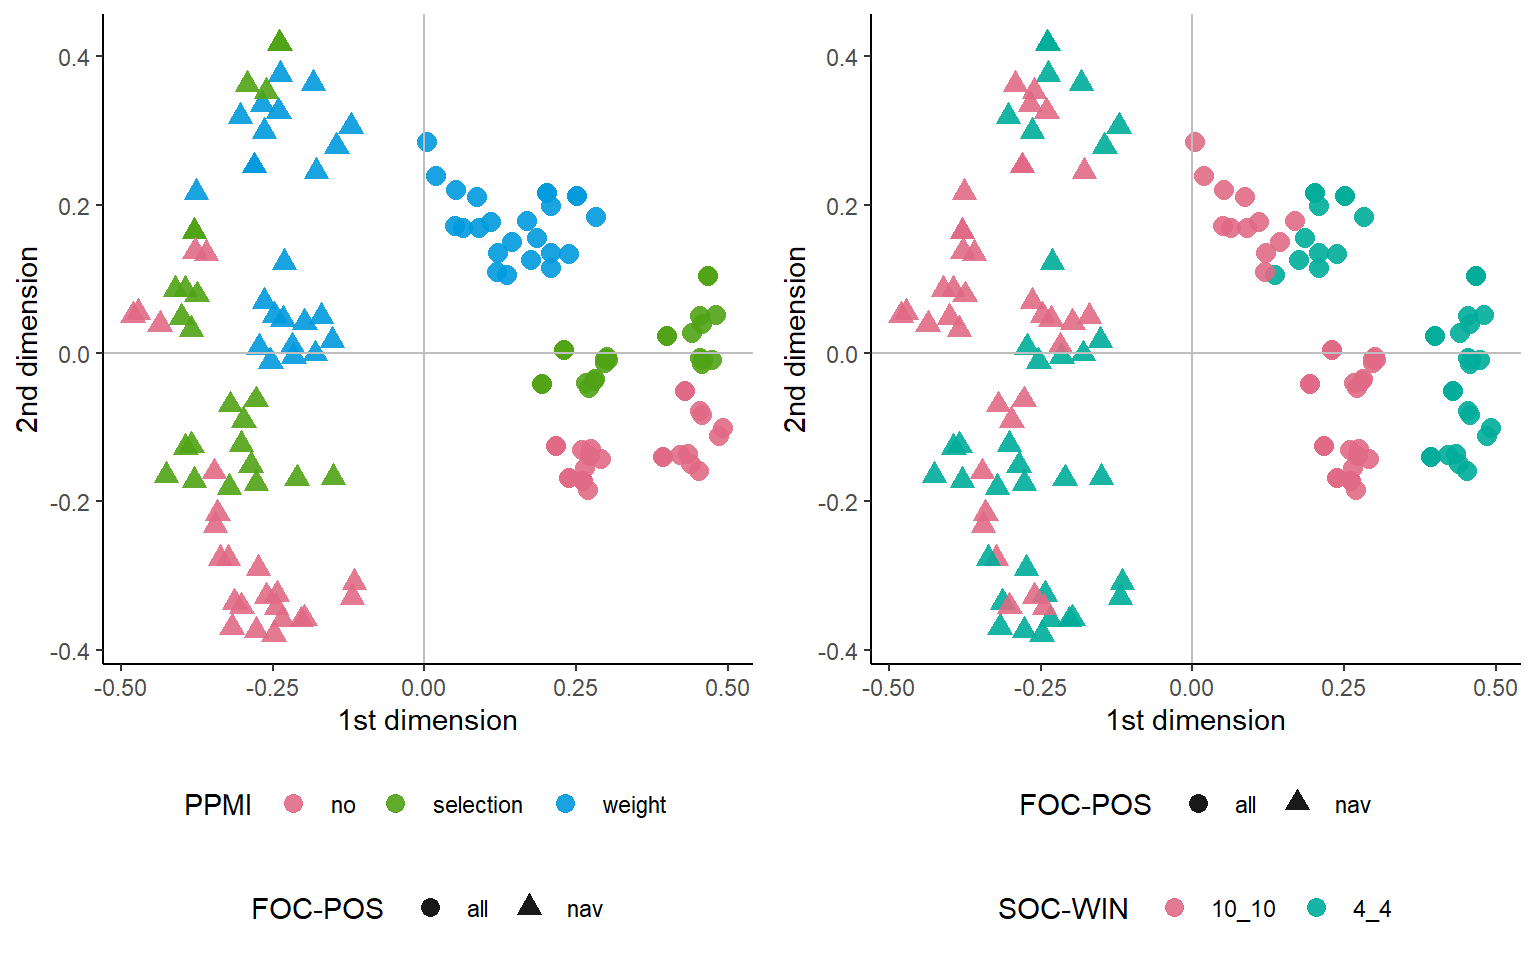 0.4
0.2
0.0
-0.2
-0.4
2nd dimension
-0.50 -0.25 0.00 0.25 0.50
1st dimension
PPMI no selection weight
FOC-POS all nav
0.4
0.2
0.0
-0.2
-0.4
2nd dimension
-0.50 -0.25 0.00 0.25 0.50
1st dimension
FOC-POS all nav
SOC-WIN 10_10 4_4